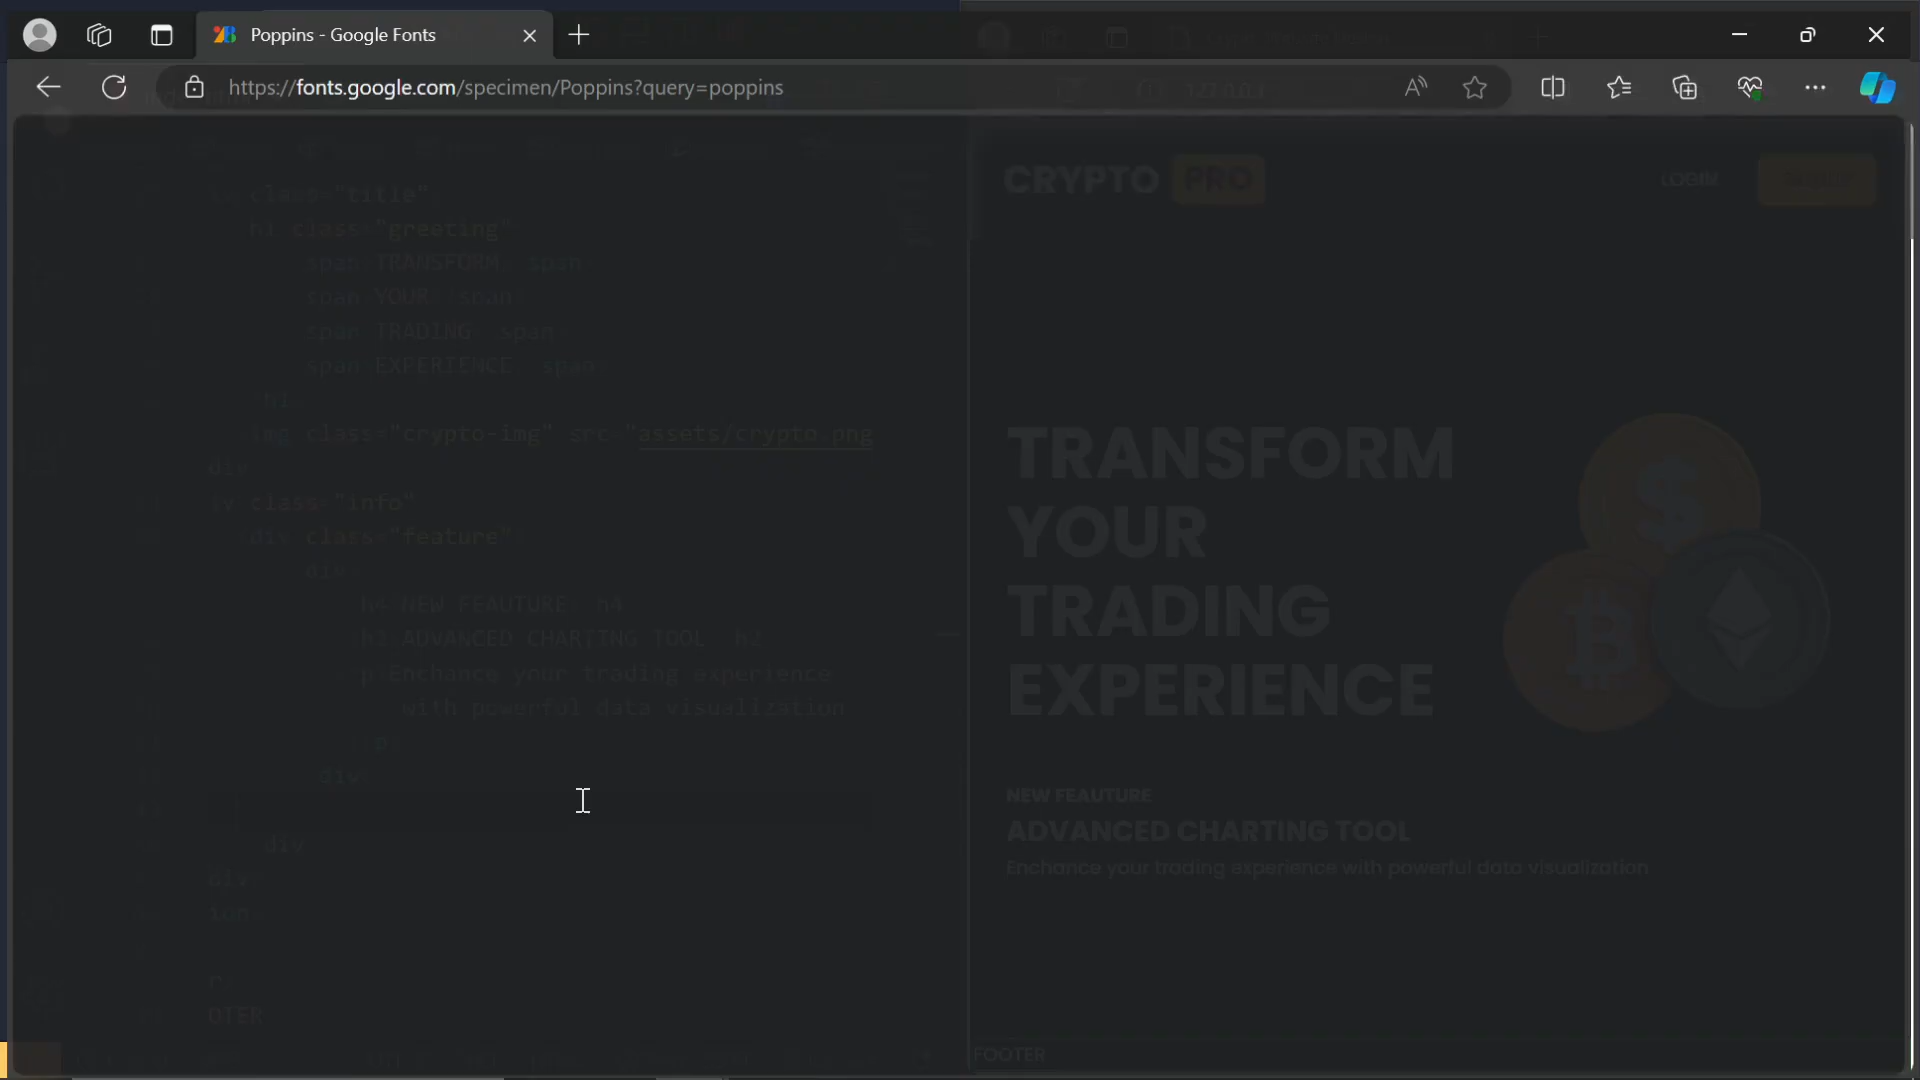 Poppins - Google Fonts
https://fonts.google.com/specimen/Poppins?query=poppins
class="title"
h1 class="greeting"
span TRANSFORM span
span YOUR span
span TRADING span
span EXPERIENCE span
h1
img class="crypto-img" src="assets/crypto.png
div
v class="info"
div class="feature"
div
h4 NEW FEAUTURE h4
ADVANCED CHARTING TOOL
p Enchance your trading experience
with powerful data visualization
p
div
div
div
ion
OTER
CRYPTO PRO
LOGIN
TRANSFORM
YOUR
TRADING
EXPERIENCE
NEW FEAUTURE
ADVANCED CHARTING TOOL
Enchance your trading experience with powerful data visualization
FOOTER